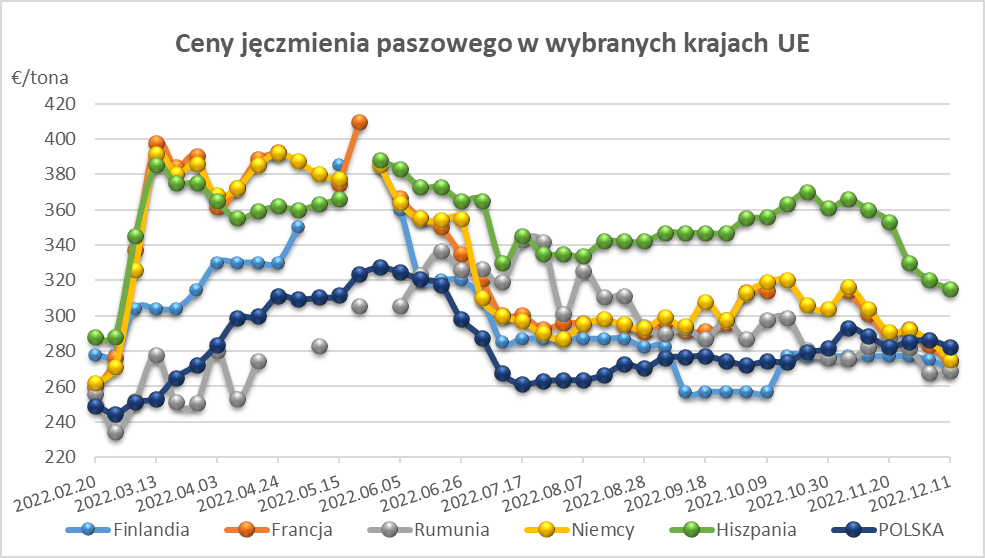 Ceny jęczmienia paszowego w wybranych krajach UE
€/tona
420
400
380
360
340
320
300
280
260
240
220
2022.02.20 2022.03.13 2022.04.03 2022.04.24 2022.05.15 2022.06.05 2022.06.26 2022.07.17 2022.08.07 2022.08.28 2022.09.18 2022.10.09 2022.10.30 2022.11.20 2022.12.11
Finlandia Francja Rumunia Niemcy Hiszpania POLSKA